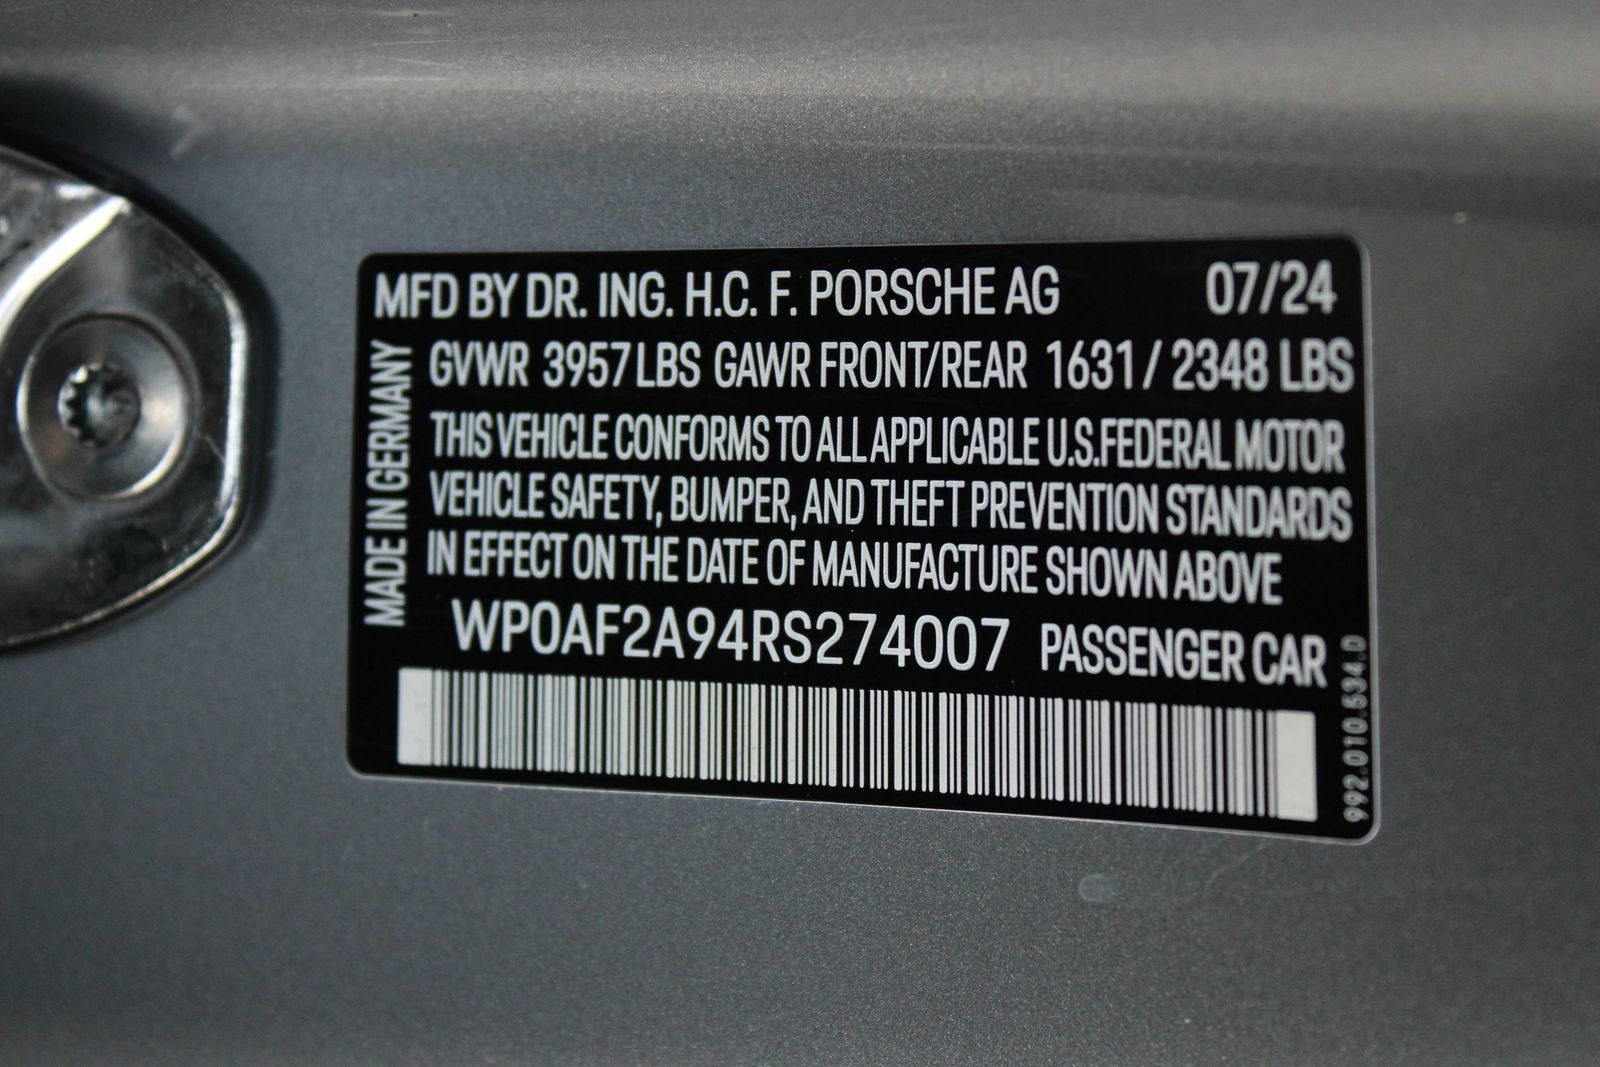 MFD BY DR. ING. H.C. F. PORSCHE AG 07/24
GVWR 3957 LBS GAWR FRONT/REAR 1631 / 2348 LBS
THIS VEHICLE CONFORMS TO ALL APPLICABLE U.S.FEDERAL MOTOR
VEHICLE SAFETY, BUMPER, AND THEFT PREVENTION STANDARDS
IN EFFECT ON THE DATE OF MANUFACTURE SHOWN ABOVE
WP0AF2A94RS274007 PASSENGER CAR
MADE IN GERMANY
992.010.534.D